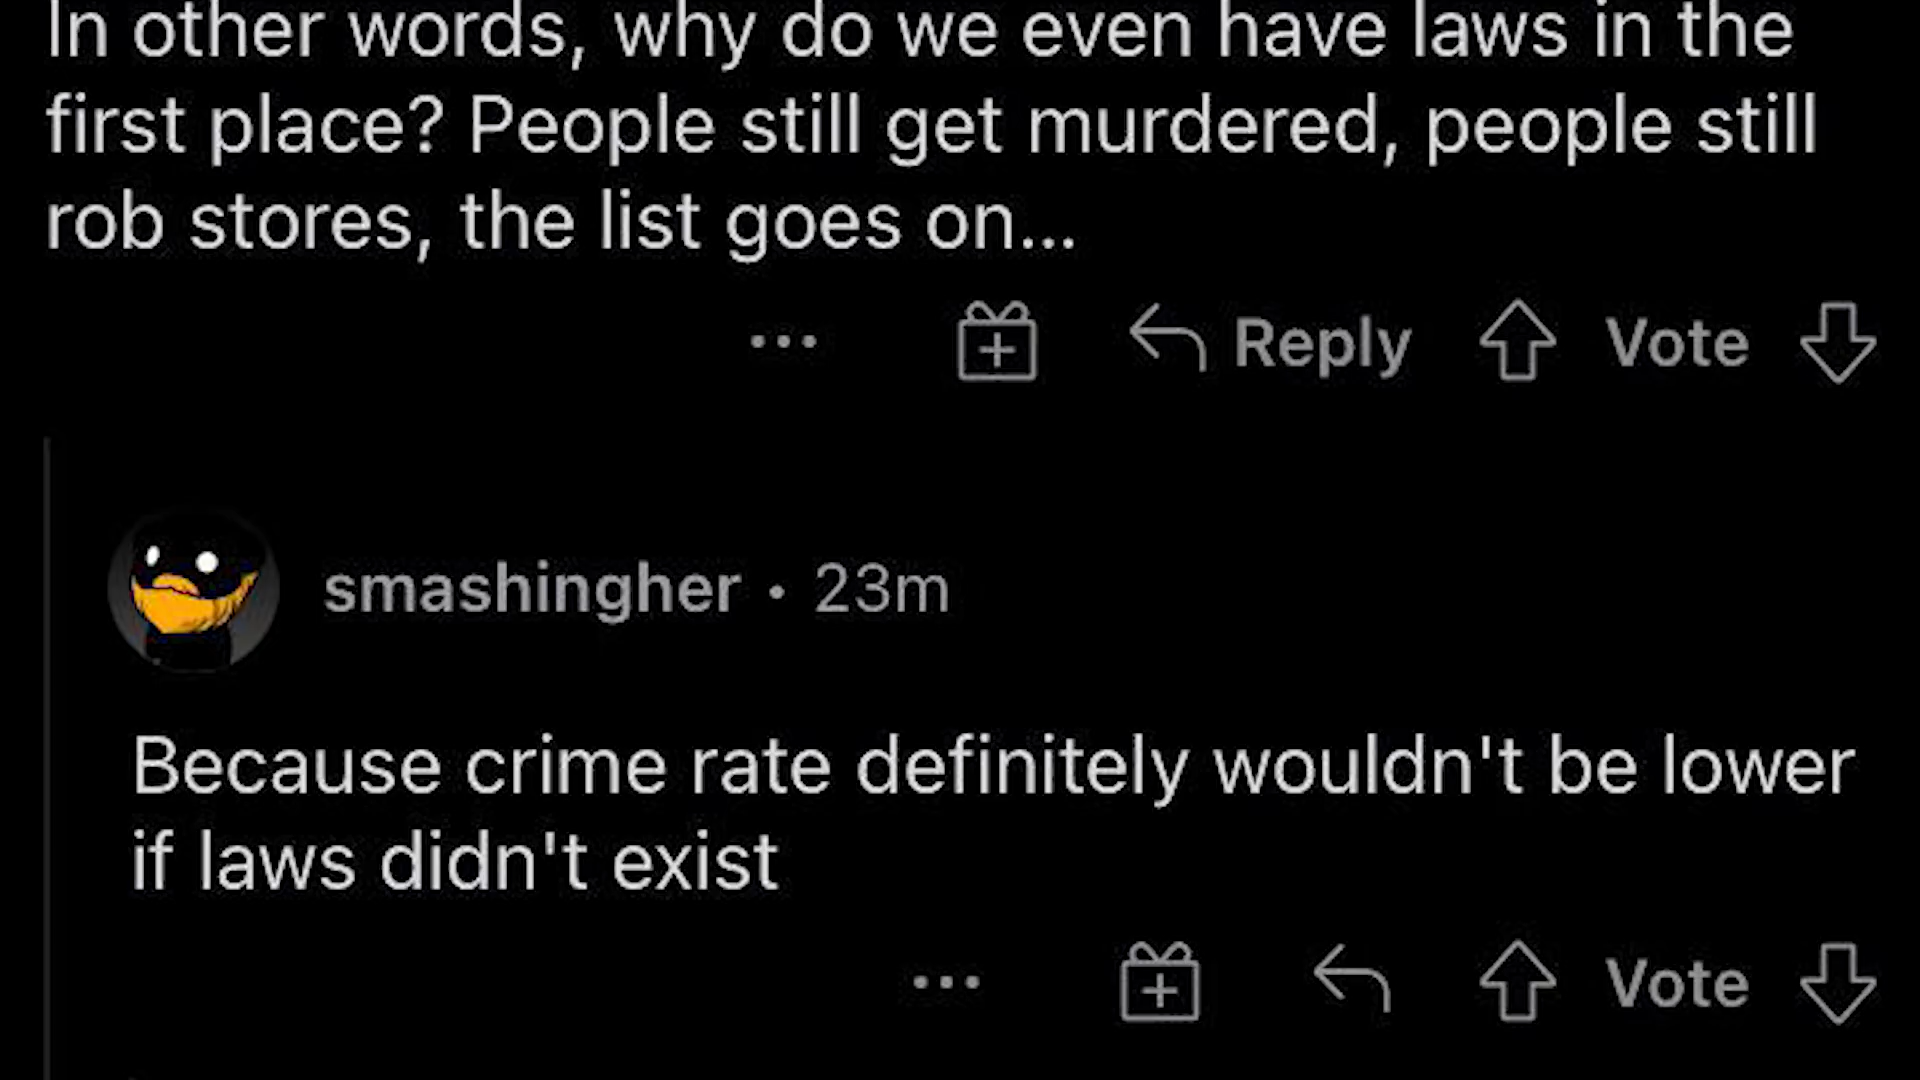 In other words, why do we even have laws in the
first place? People still get murdered, people still
rob stores, the list goes on...
... Reply Vote
smashingher • 23m
Because crime rate definitely wouldn't be lower
if laws didn't exist
... Vote